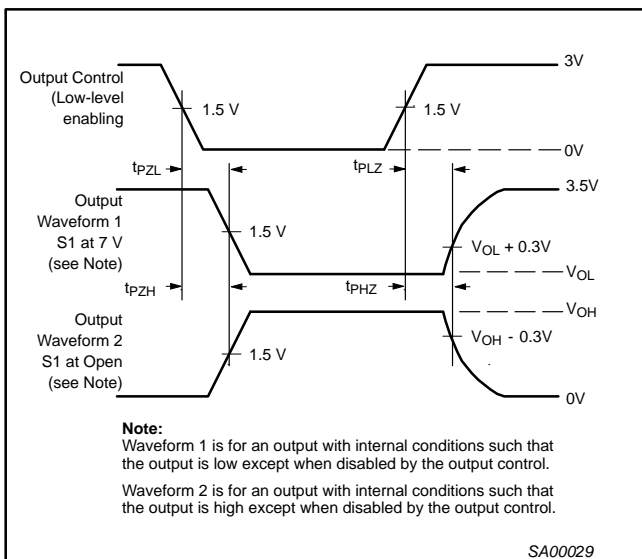 3V
Output Control
(Low-level
enabling
1.5 V
1.5 V
0V
tPZL
tPLZ
3.5V
Output
Waveform 1
S1 at 7 V
(see Note)
1.5 V
VOL + 0.3V
VOL
tPZH
tPHZ
VOH
Output
Waveform 2
S1 at Open
(see Note)
1.5 V
VOH - 0.3V
0V
Note:
Waveform 1 is for an output with internal conditions such that
the output is low except when disabled by the output control.
Waveform 2 is for an output with internal conditions such that
the output is high except when disabled by the output control.
SA00029